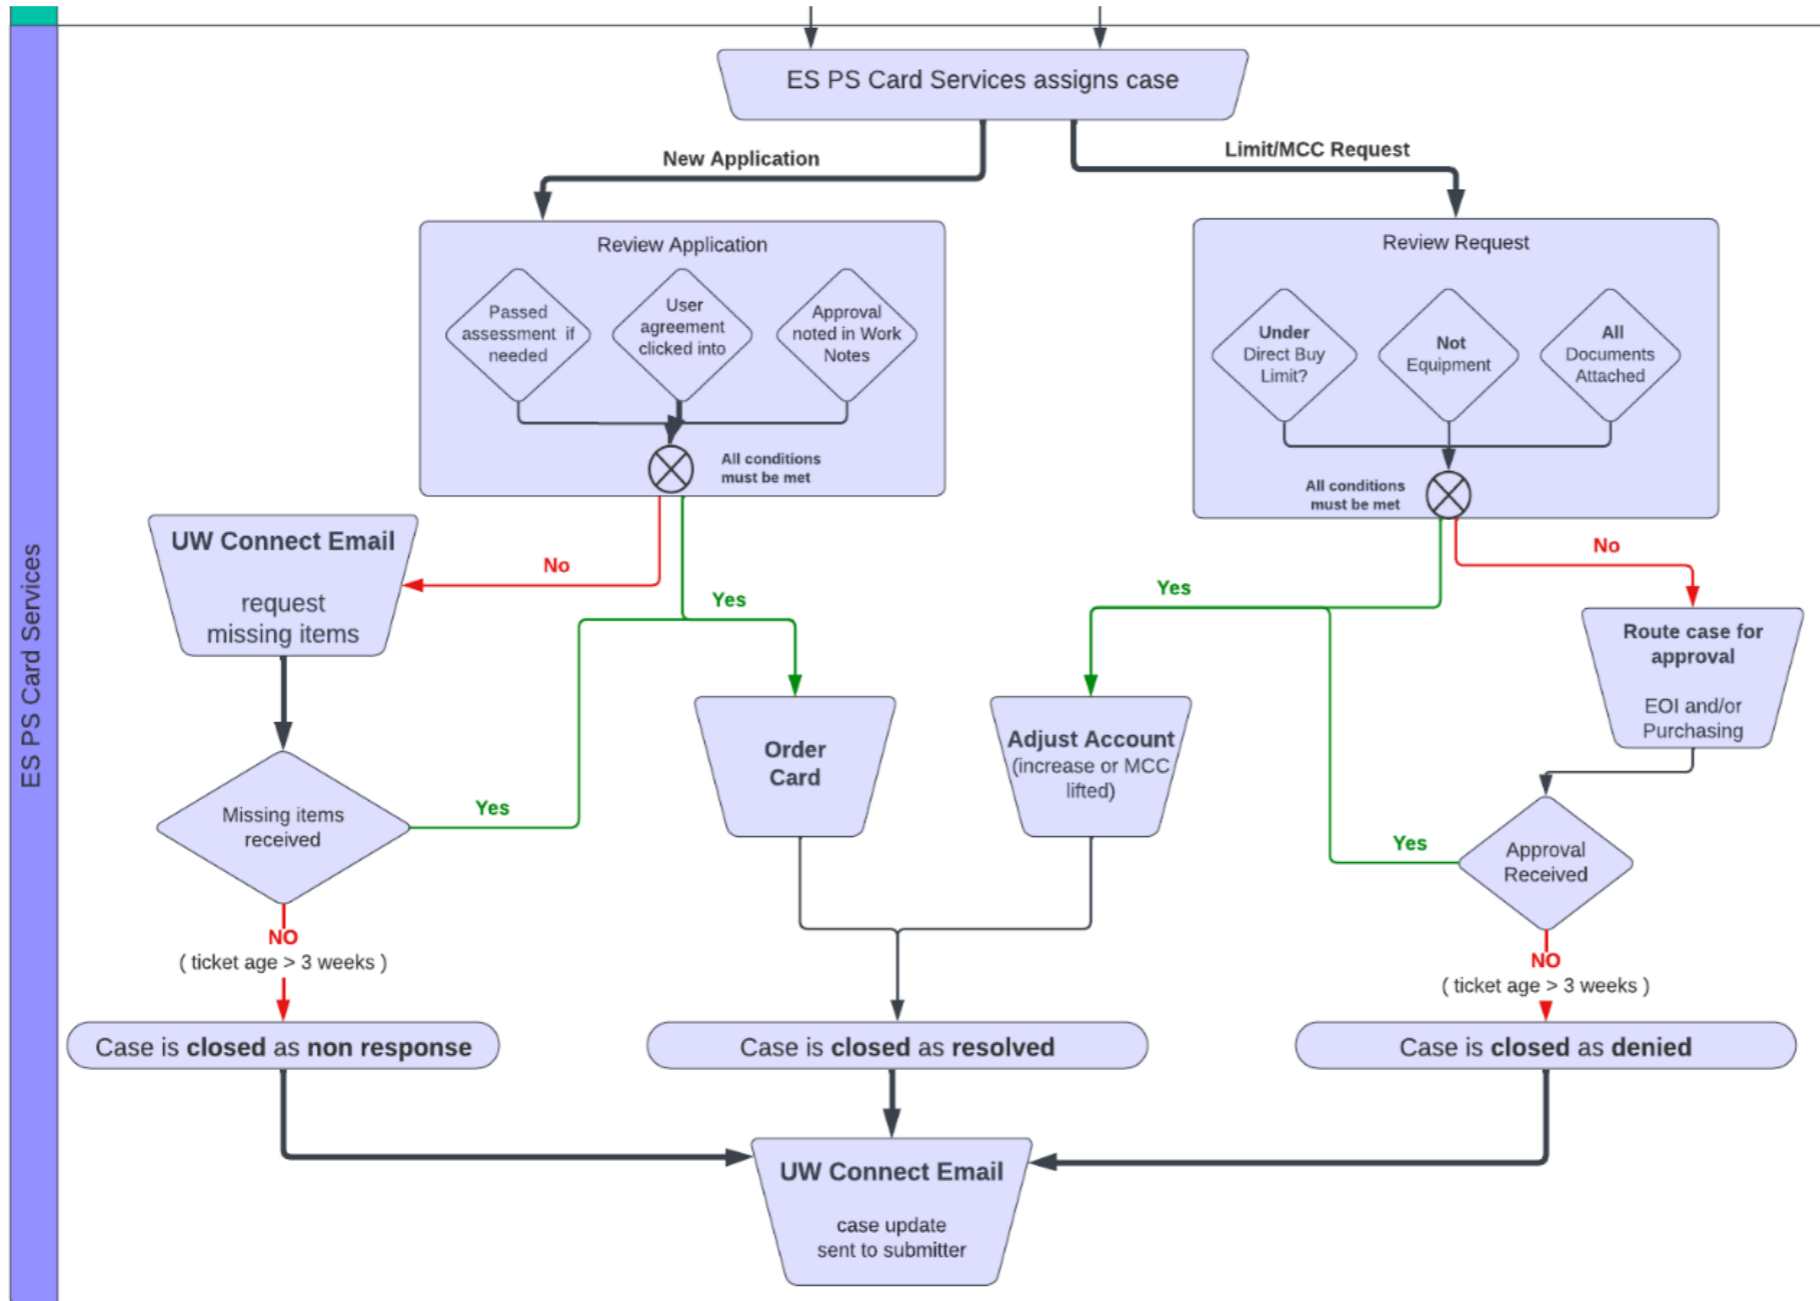 ES PS Card Services
ES PS Card Services assigns case
New Application
Limit/MCC Request
Review Application
Passed
assessment if
needed
User
agreement
clicked into
Approval
noted in Work
Notes
All conditions
must be met
Review Request
Under
Direct Buy
Limit?
Not
Equipment
All
Documents
Attached
All conditions
must be met
UW Connect Email
request
missing items
No
Yes
Yes
No
Route case for
approval
EOI and/or
Purchasing
Order
Card
Adjust Account
(increase or MCC
lifted)
Missing items
received
Yes
Yes
Approval
Received
NO
( ticket age > 3 weeks )
NO
( ticket age > 3 weeks )
Case is closed as non response
Case is closed as resolved
Case is closed as denied
UW Connect Email
case update
sent to submitter